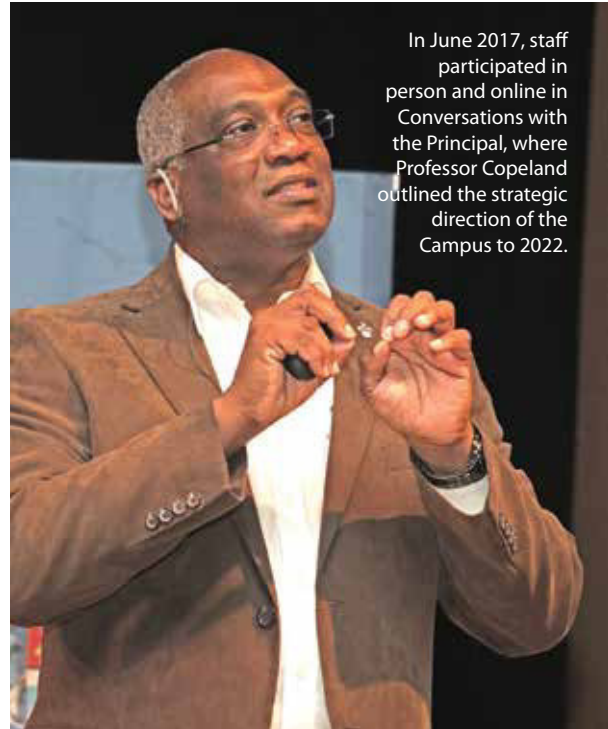 In June 2017, staff
participated in
person and online in
Conversations with
the Principal, where
Professor Copeland
outlined the strategic
direction of the
Campus to 2022.